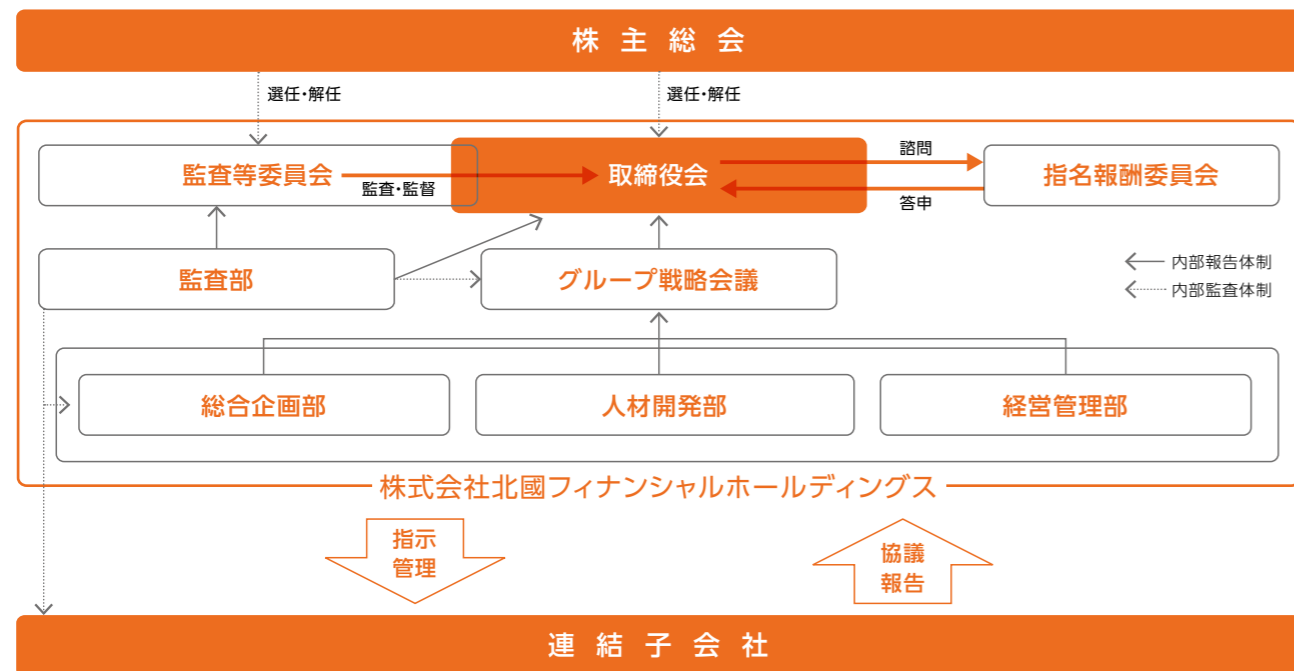 株主総会
選任・解任
選任・解任
監査等委員会
監査・監督
取締役会
諮問
答申
指名報酬委員会
監査部
グループ戦略会議
内部報告体制
内部監査体制
総合企画部
人材開発部
経営管理部
株式会社北國フィナンシャルホールディングス
指示
管理
協議
報告
連結子会社